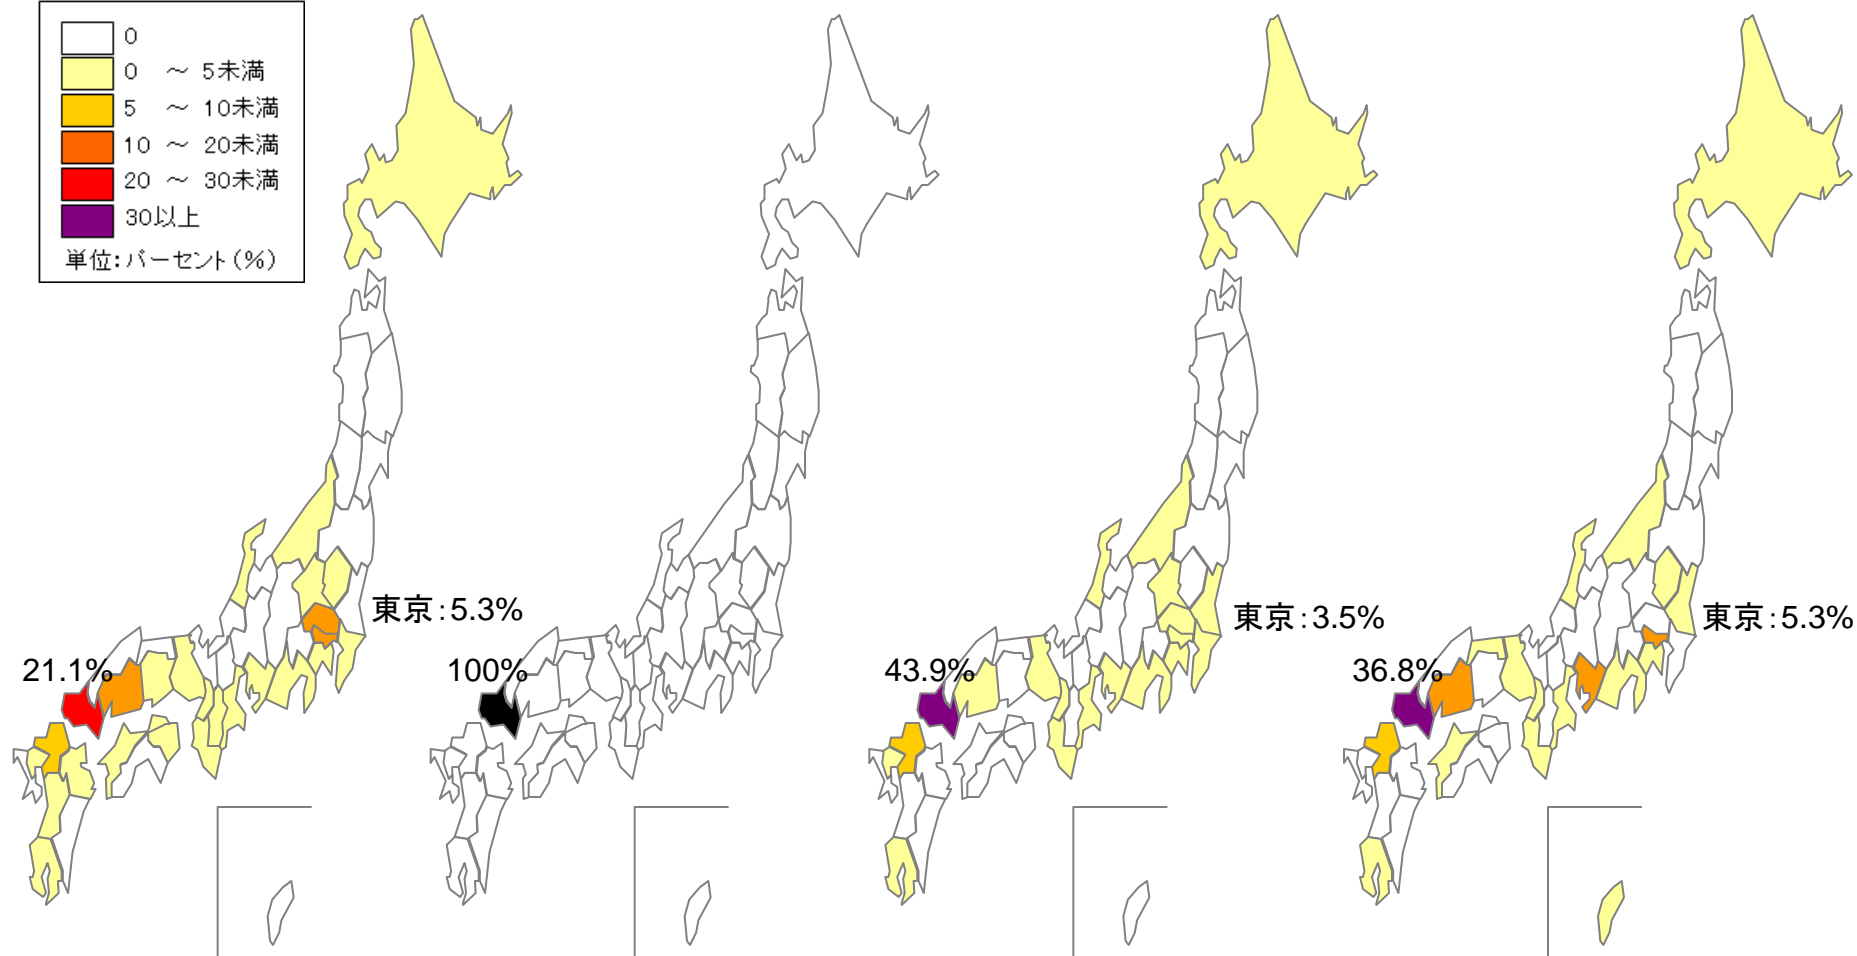 0
0 ～ 5未満
5 ～ 10未満
10 ～ 20未満
20 ～ 30未満
30以上
単位:パーセント(%)
東京:5.3%
21.1%
100%
東京:3.5%
43.9%
東京:5.3%
36.8%